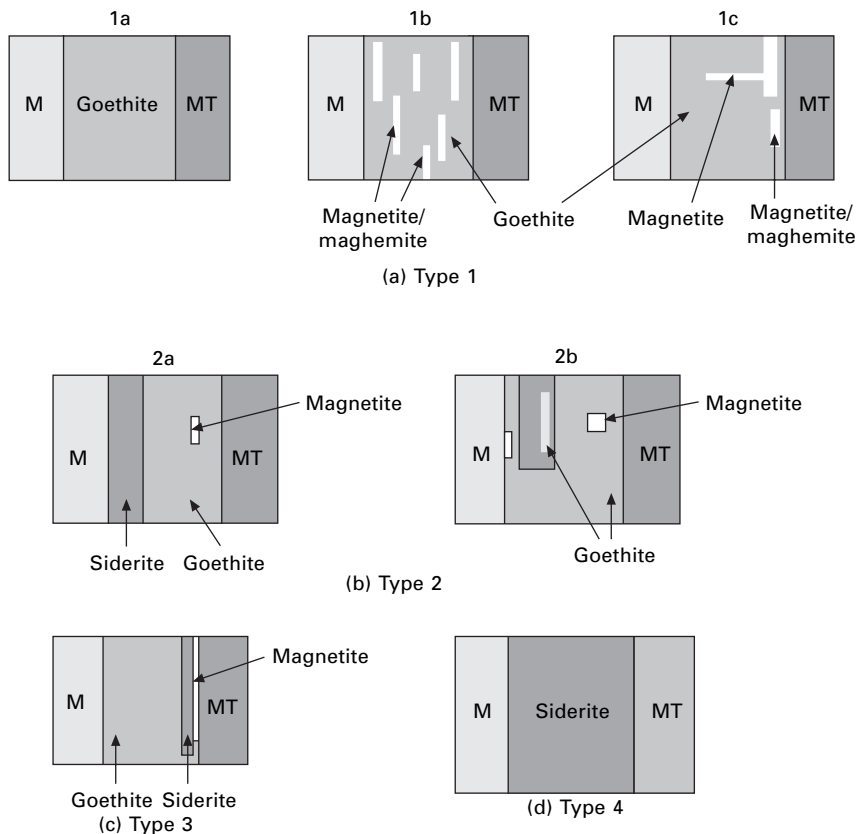 1a
1b
1c
M
Goethite
MT
M
MT
M
MT
Magnetite/
maghemite
Goethite
Magnetite
Magnetite/
maghemite
(a) Type 1
2a
2b
M
MT
Magnetite
Siderite
Goethite
M
MT
Magnetite
Goethite
(b) Type 2
M
MT
Magnetite
Goethite
Siderite
(c) Type 3
M
Siderite
MT
(d) Type 4